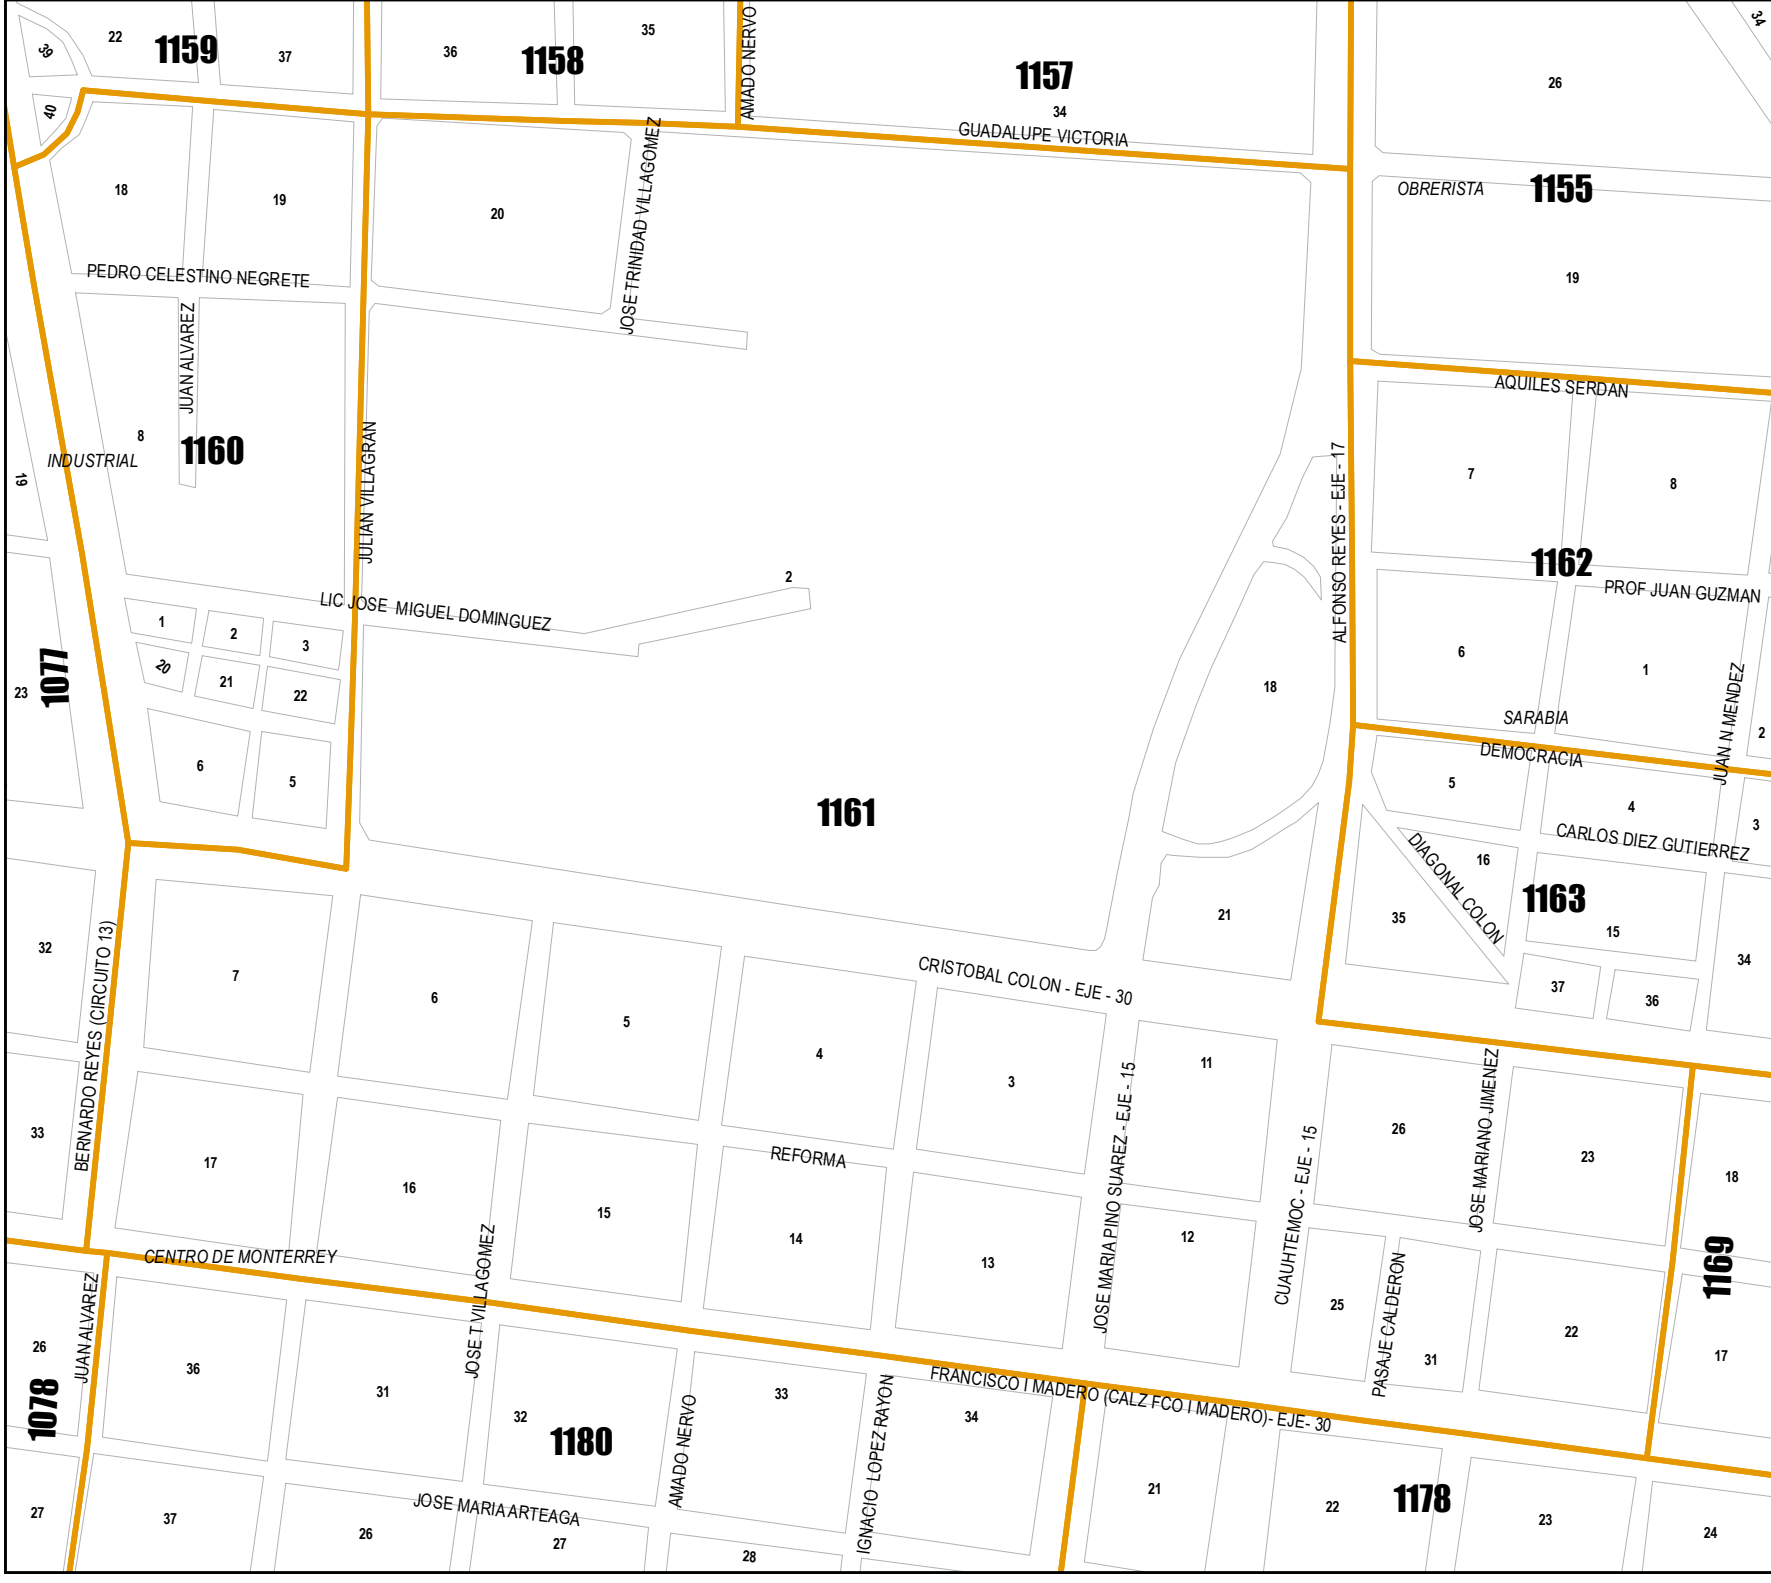 34
39
22
1159
37
36
1158
35
AMADO NERVO
1157
34
GUADALUPE VICTORIA
26
40
18
19
20
JOSE TRINIDAD VILLAGOMEZ
OBRERISTA
1155
PEDRO CELESTINO NEGRETE
19
JUAN ALVAREZ
AQUILES SERDAN
8
1160
INDUSTRIAL
19
JULIAN VILLAGRAN
ALFONSO REYES - EJE - 17
7
8
1162
2
PROF JUAN GUZMAN
LIC JOSE MIGUEL DOMINGUEZ
1
2
3
20
21
22
23
1077
18
6
1
SARABIA
JUAN N MENDEZ
2
DEMOCRACIA
6
5
1161
5
4
3
CARLOS DIEZ GUTIERREZ
DIAGONAL COLON
16
1163
21
35
15
34
32
BERNARDO REYES (CIRCUITO 13)
7
6
5
CRISTOBAL COLON - EJE - 30
37
36
4
3
11
JOSE MARIA PINO SUAREZ - EJE - 15
JOSE MARIANO JIMENEZ
26
23
33
17
16
REFORMA
CUAUHTEMOC - EJE - 15
18
15
14
13
12
CENTRO DE MONTERREY
JOSE T VILLAGOMEZ
1169
JUAN ALVAREZ
25
PASAJE CALDERON
31
22
17
26
36
31
1078
FRANCISCO I MADERO (CALZ FCO I MADERO)- EJE- 30
32
1180
AMADO NERVO
33
IGNACIO LOPEZ RAYON
34
JOSE MARIA ARTEAGA
21
22
1178
23
24
27
37
26
27
28